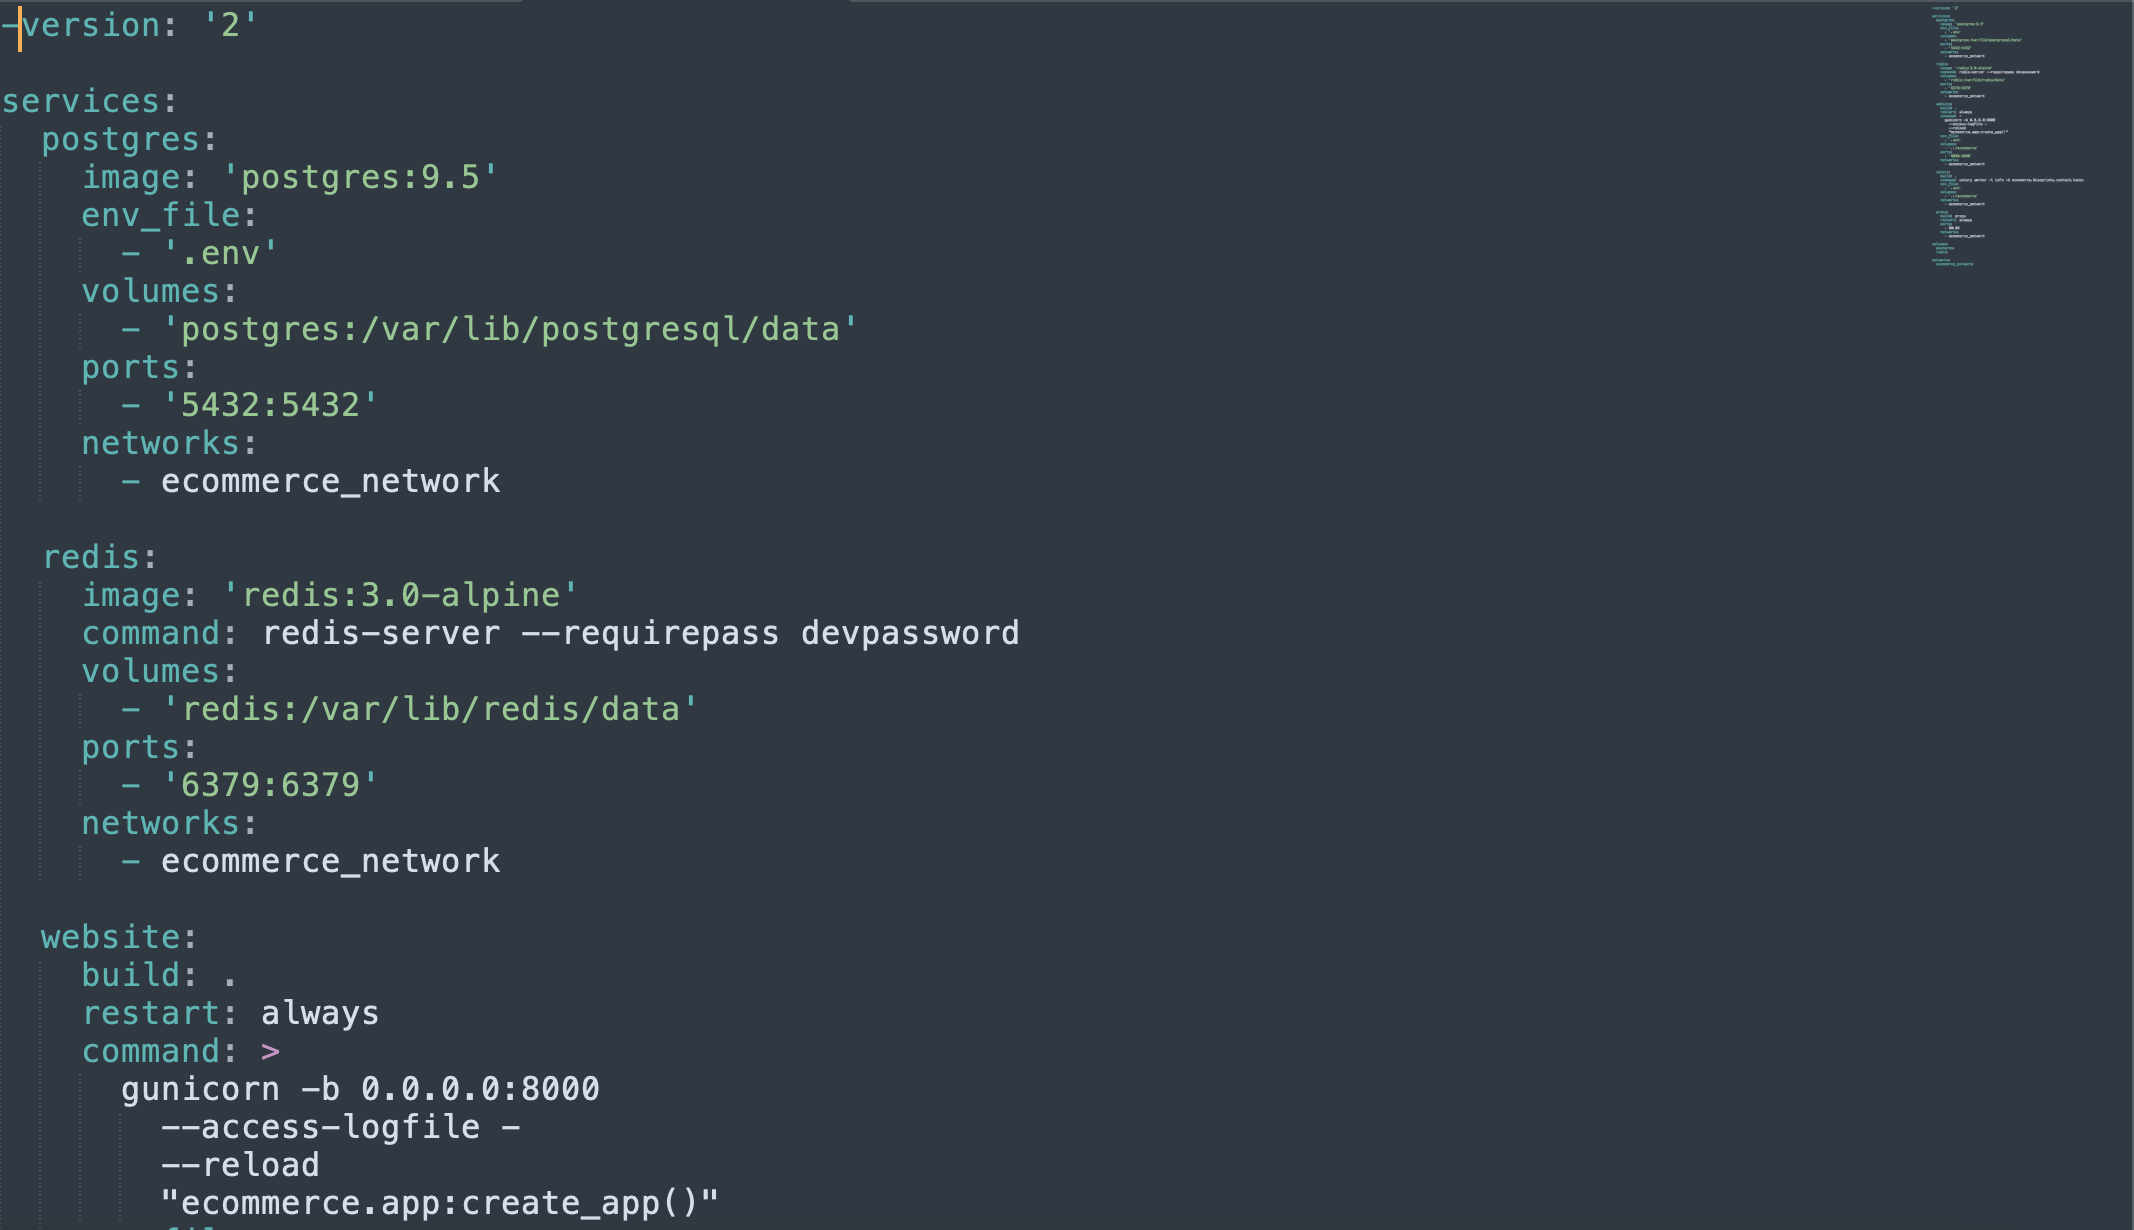 -version: '2'
services:
postgres:
image: 'postgres:9.5'
env_file:
- '.env'
volumes:
- 'postgres:/var/lib/postgresql/data'
ports:
- '5432:5432'
networks:
- ecommerce_network
redis:
image: 'redis:3.0-alpine'
command: redis-server --requirepass devpassword
volumes:
- 'redis:/var/lib/redis/data'
ports:
- '6379:6379'
networks:
- ecommerce_network
website:
build: .
restart: always
command: >
gunicorn -b 0.0.0.0:8000
--access-logfile -
--reload
"ecommerce.app:create_app()"